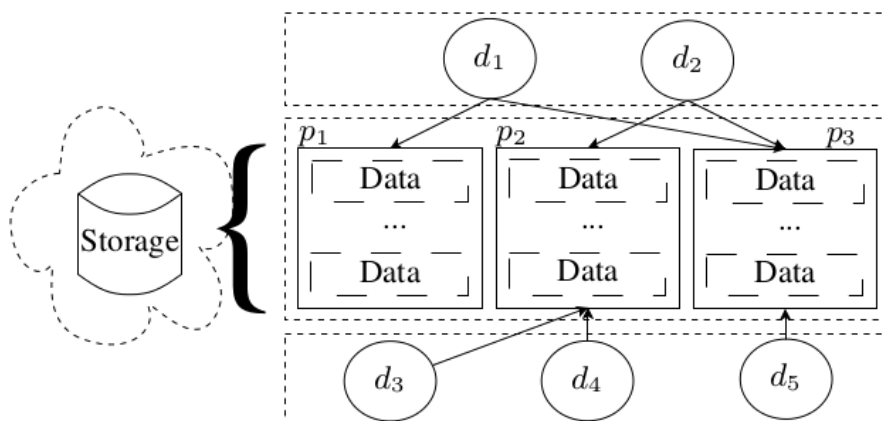 d₁ d₂
p₁ p₂ p₃
Data Data Data
... ... ...
Storage
Data Data Data
d₃ d₄ d₅